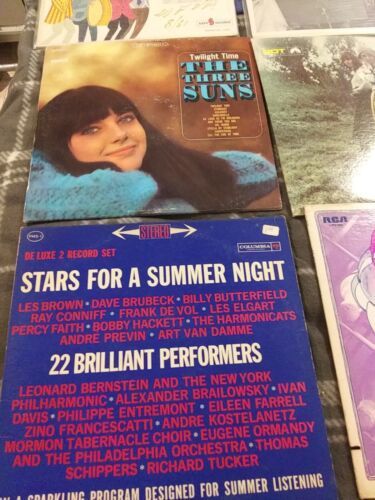 Twilight Time
THE
THREE
SUNS
TWILIGHT TIME
STEREO
PMS-1
COLUMBIA
DE LUXE 2 RECORD SET
STARS FOR A SUMMER NIGHT
LES BROWN • DAVE BRUBECK • BILLY BUTTERFIELD
RAY CONNIFF • FRANK DE VOL • LES ELGART
PERCY FAITH • BOBBY HACKETT • THE HARMONICATS
ANDRE PREVIN • ART VAN DAMME
22 BRILLIANT PERFORMERS
LEONARD BERNSTEIN AND THE NEW YORK
PHILHARMONIC • ALEXANDER BRAILOWSKY • IVAN
DAVIS • PHILIPPE ENTREMONT • EILEEN FARRELL
ZINO FRANCESCATTI • ANDRE KOSTELANETZ
MORMON TABERNACLE CHOIR • EUGENE ORMANDY
AND THE PHILADELPHIA ORCHESTRA • THOMAS
SCHIPPERS • RICHARD TUCKER
A SPARKLING PROGRAM DESIGNED FOR SUMMER LISTENING
RCA